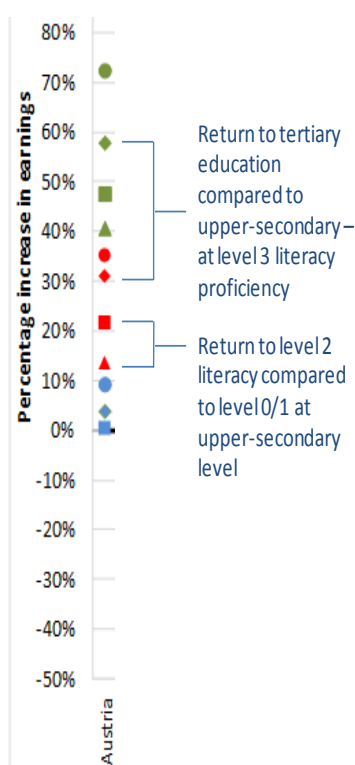 80%
70%
60%
50%
40%
30%
20%
10%
0%
-10%
-20%
-30%
-40%
-50%
Percentage increase in earnings
Austria
Return to tertiary
education
compared to
upper-secondary –
at level 3 literacy
proficiency
Return to level 2
literacy compared
to level 0/1 at
upper-secondary
level